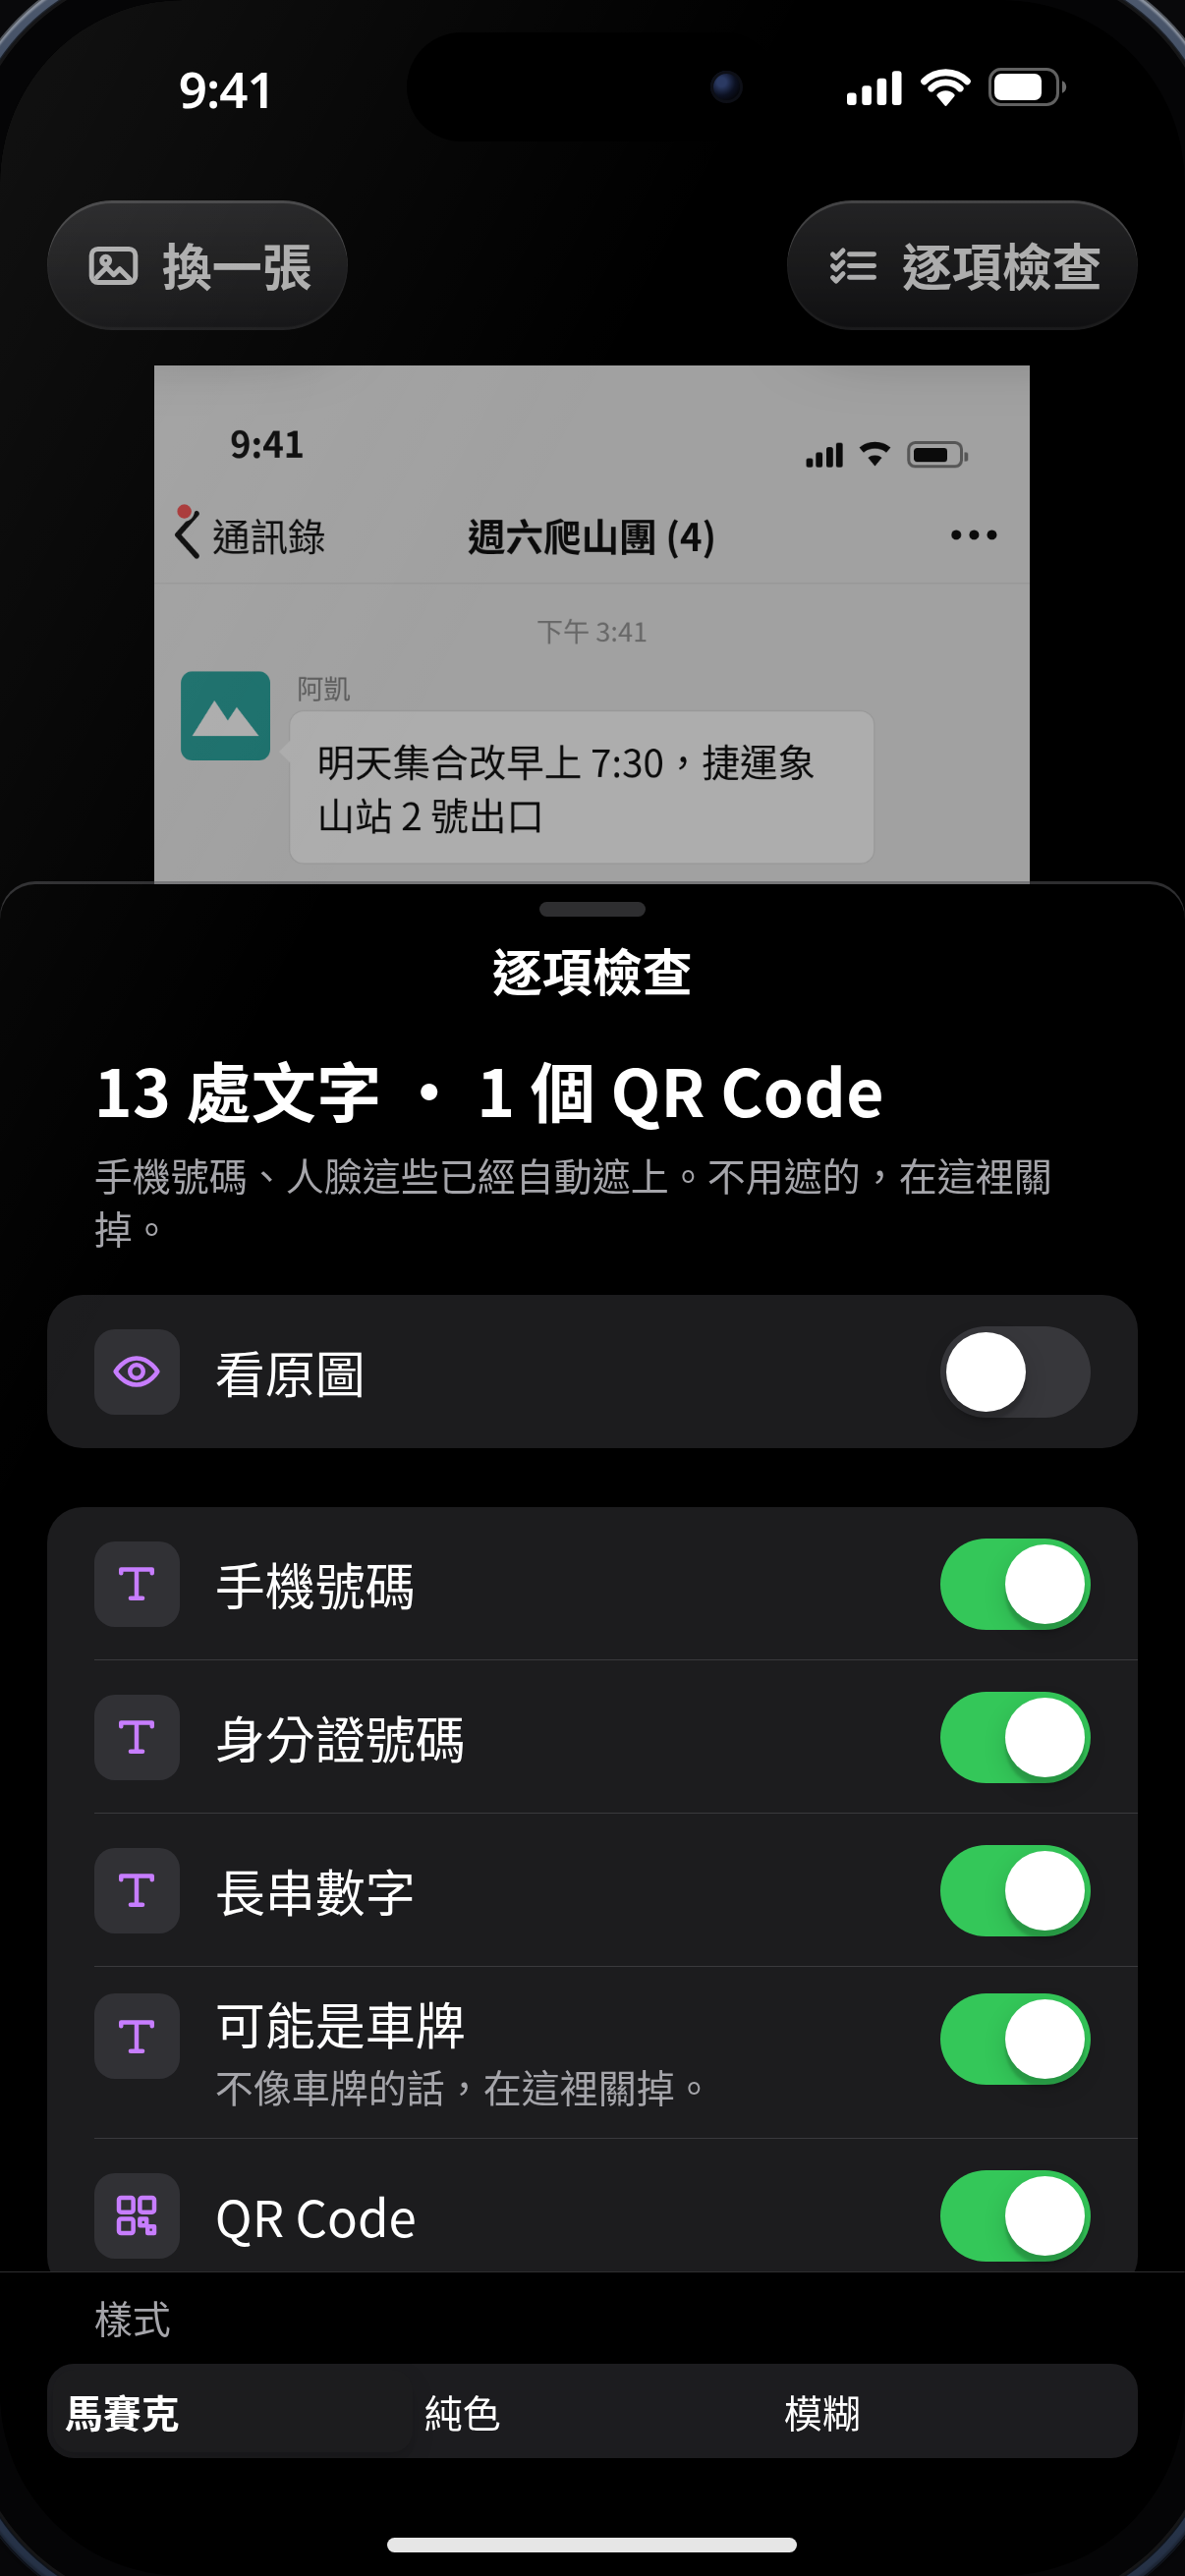 9:41
換一張
逐項檢查
9:41
通訊錄
週六爬山團 (4)
下午 3:41
阿凱
明天集合改早上 7:30，捷運象
山站 2 號出口
逐項檢查
13 處文字 · 1 個 QR Code
手機號碼、人臉這些已經自動遮上。不用遮的，在這裡關
掉。
看原圖
手機號碼
身分證號碼
長串數字
可能是車牌
不像車牌的話，在這裡關掉。
QR Code
樣式
馬賽克
純色
模糊